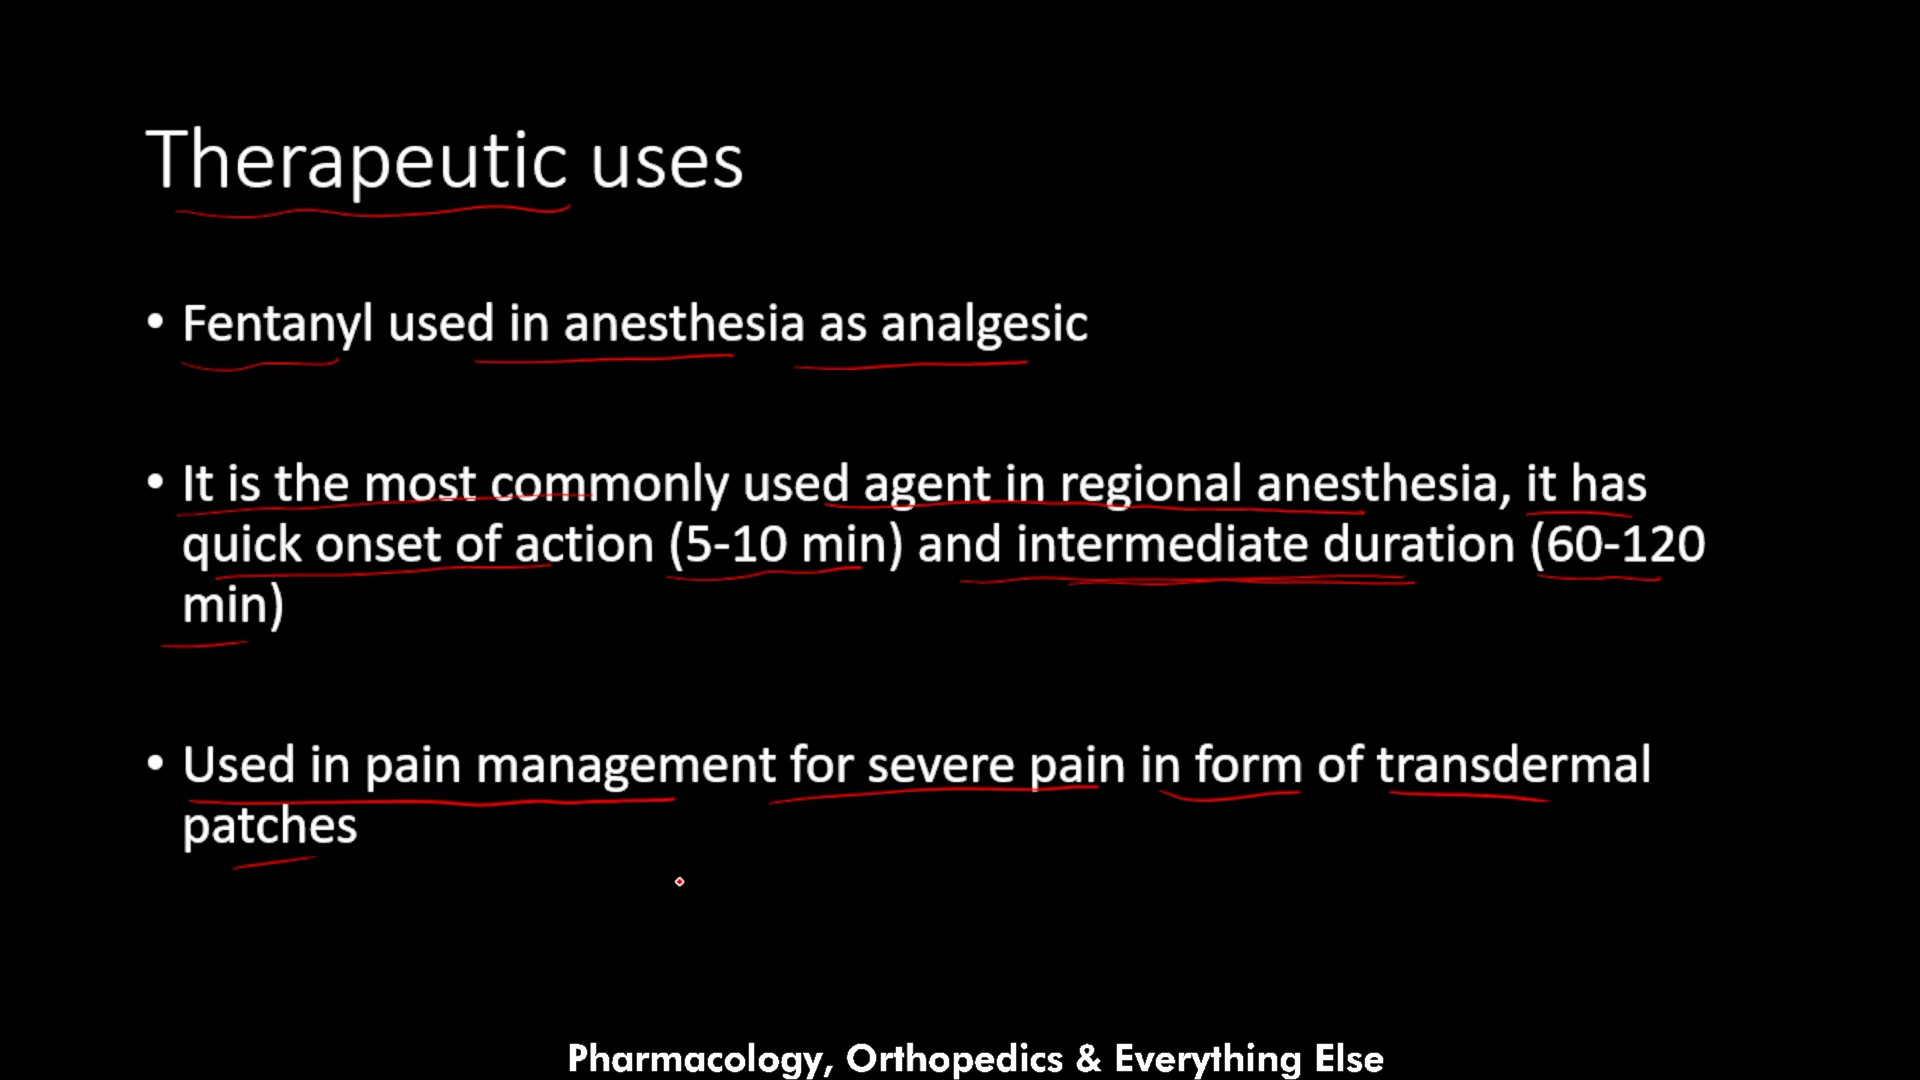 Therapeutic uses
• Fentanyl used in anesthesia as analgesic
• It is the most commonly used agent in regional anesthesia, it has
quick onset of action (5-10 min) and intermediate duration (60-120
min)
• Used in pain management for severe pain in form of transdermal
patches
Pharmacology, Orthopedics & Everything Else